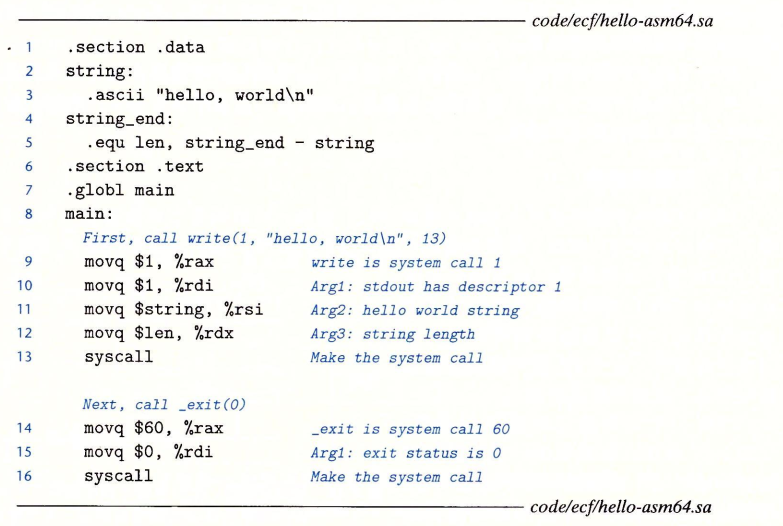 code/ecf/hello-asm64.sa
1 .section .data
2 string:
3 .ascii "hello, world\n"
4 string_end:
5 .equ len, string_end - string
6 .section .text
7 .globl main
8 main:
First, call write(1, "hello, world\n", 13)
9 movq $1, %rax write is system call 1
10 movq $1, %rdi Arg1: stdout has descriptor 1
11 movq $string, %rsi Arg2: hello world string
12 movq $len, %rdx Arg3: string length
13 syscall Make the system call
Next, call _exit(0)
14 movq $60, %rax _exit is system call 60
15 movq $0, %rdi Arg1: exit status is 0
16 syscall Make the system call
code/ecf/hello-asm64.sa